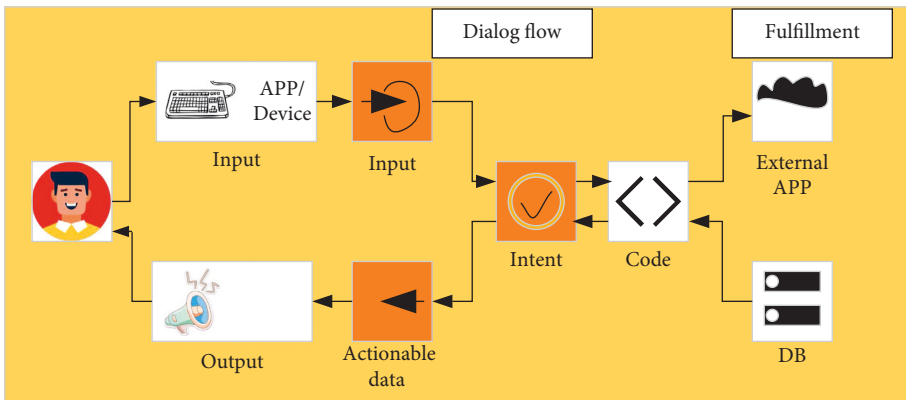 Dialog flow
Fulfillment
APP/
Device
Input
Input
External
APP
Intent
Code
Output
Actionable
data
DB